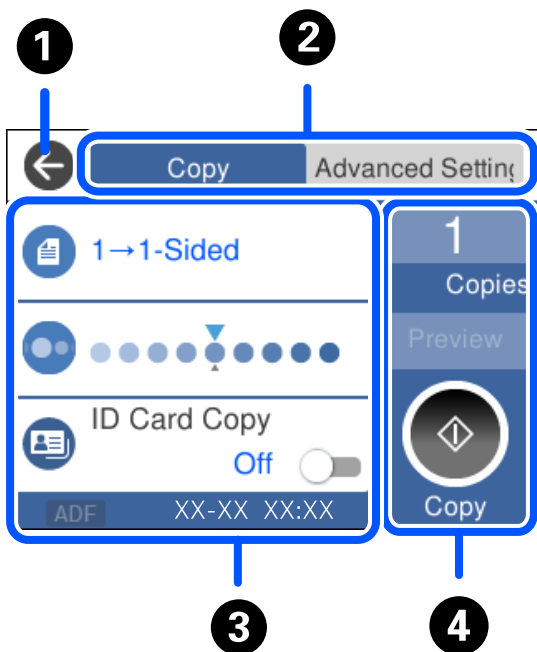 1
2
Copy
Advanced Setting
1→1-Sided
1
Copies
Preview
ID Card Copy
Off
ADF
XX-XX XX:XX
Copy
3
4